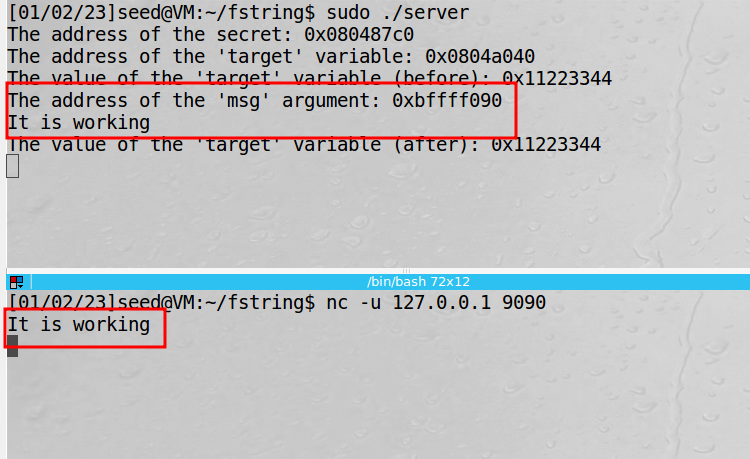 [01/02/23]seed@VM:~/fstring$ sudo ./server
The address of the secret: 0x080487c0
The address of the 'target' variable: 0x0804a040
The value of the 'target' variable (before): 0x11223344
The address of the 'msg' argument: 0xbffff090
It is working
The value of the 'target' variable (after): 0x11223344
/bin/bash 72x12
[01/02/23]seed@VM:~/fstring$ nc -u 127.0.0.1 9090
It is working